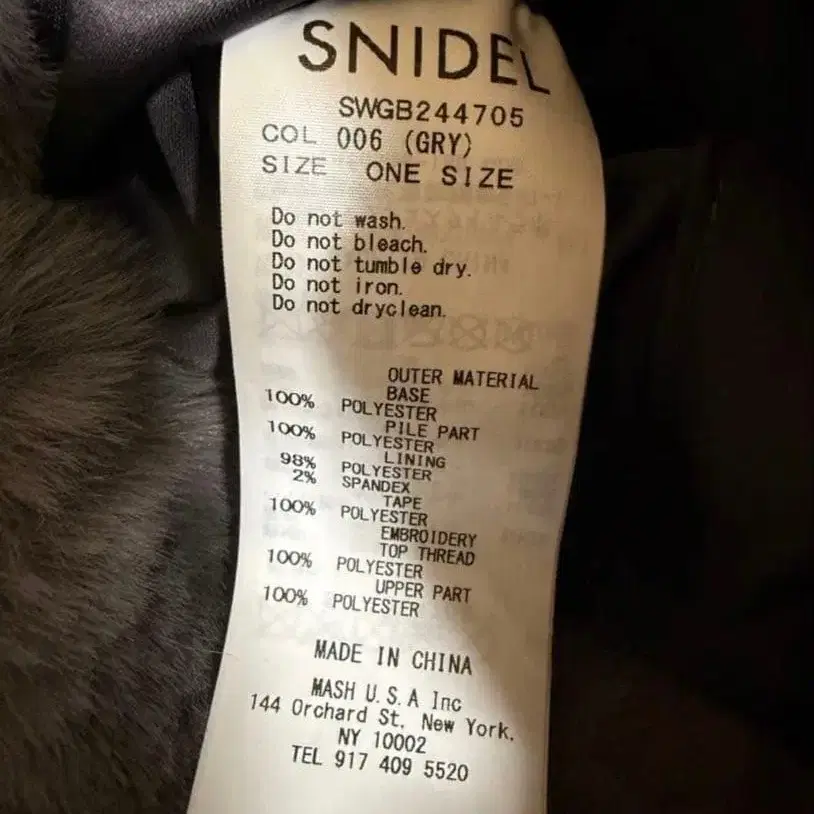 SNIDEL
SWGB244705
COL 006 (GRY)
SIZE ONE SIZE
Do not wash.
Do not bleach.
Do not tumble dry.
Do not iron.
Do not dryclean.
OUTER MATERIAL
BASE
100% POLYESTER
PILE PART
100% POLYESTER
LINING
98% POLYESTER
2% SPANDEX
TAPE
100% POLYESTER
EMBROIDERY
TOP THREAD
100% POLYESTER
UPPER PART
100% POLYESTER
MADE IN CHINA
MASH U.S.A Inc
144 Orchard St. New York.
NY 10002
TEL 917 409 5520